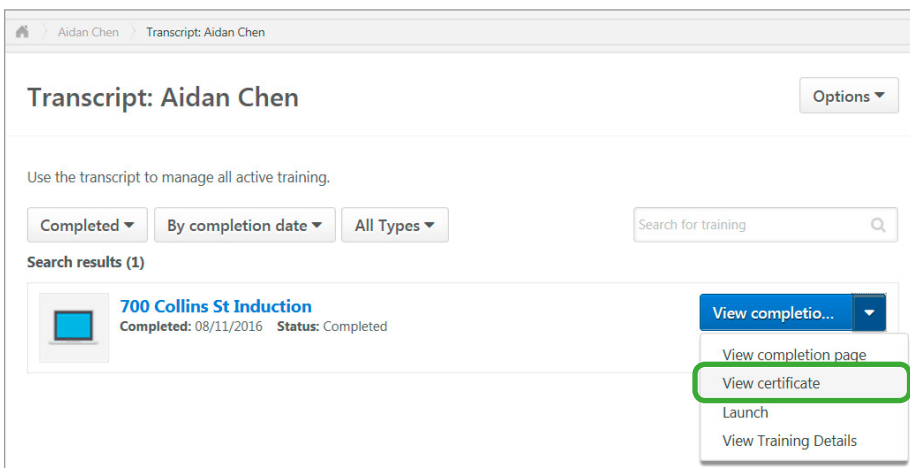 Aidan Chen Transcript: Aidan Chen
Transcript: Aidan Chen
Options
Use the transcript to manage all active training.
Completed By completion date All Types Search for training
Search results (1)
700 Collins St Induction
Completed: 08/11/2016 Status: Completed
View completio...
View completion page
View certificate
Launch
View Training Details